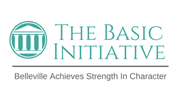 The Basic
Initiative
Belleville Achieves Strength In Character